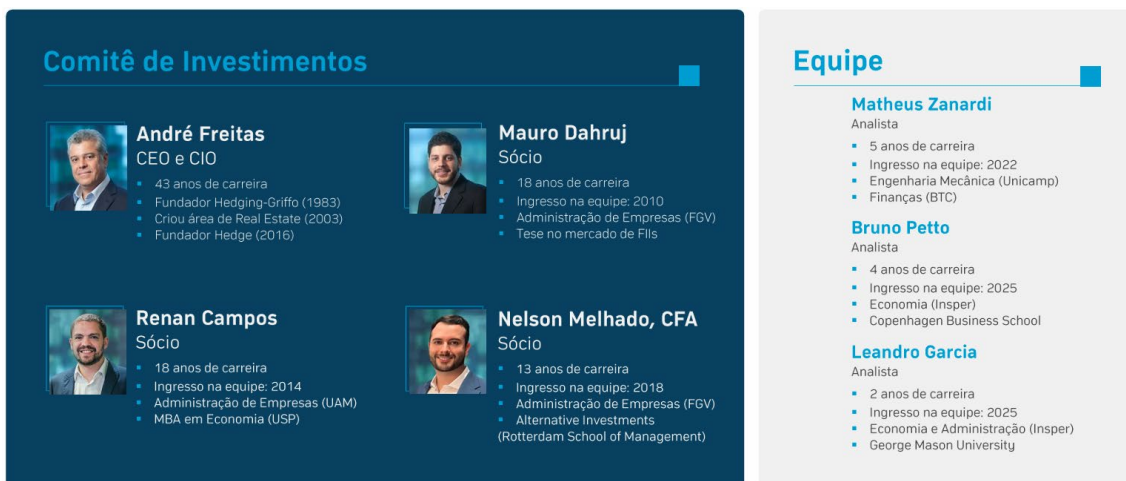 Comitê de Investimentos
André Freitas
CEO e CIO
43 anos de carreira
Fundador Hedging-Griffo (1983)
Criou área de Real Estate (2003)
Fundador Hedge (2016)
Mauro Dahruj
Sócio
18 anos de carreira
Ingresso na equipe: 2010
Administração de Empresas (FGV)
Tese no mercado de FIIs
Renan Campos
Sócio
18 anos de carreira
Ingresso na equipe: 2014
Administração de Empresas (UAM)
MBA em Economia (USP)
Nelson Melhado, CFA
Sócio
13 anos de carreira
Ingresso na equipe: 2018
Administração de Empresas (FGV)
Alternative Investments
(Rotterdam School of Management)
Equipe
Matheus Zanardi
Analista
5 anos de carreira
Ingresso na equipe: 2022
Engenharia Mecânica (Unicamp)
Finanças (BTC)
Bruno Petto
Analista
4 anos de carreira
Ingresso na equipe: 2025
Economia (Insper)
Copenhagen Business School
Leandro Garcia
Analista
2 anos de carreira
Ingresso na equipe: 2025
Economia e Administração (Insper)
George Mason University